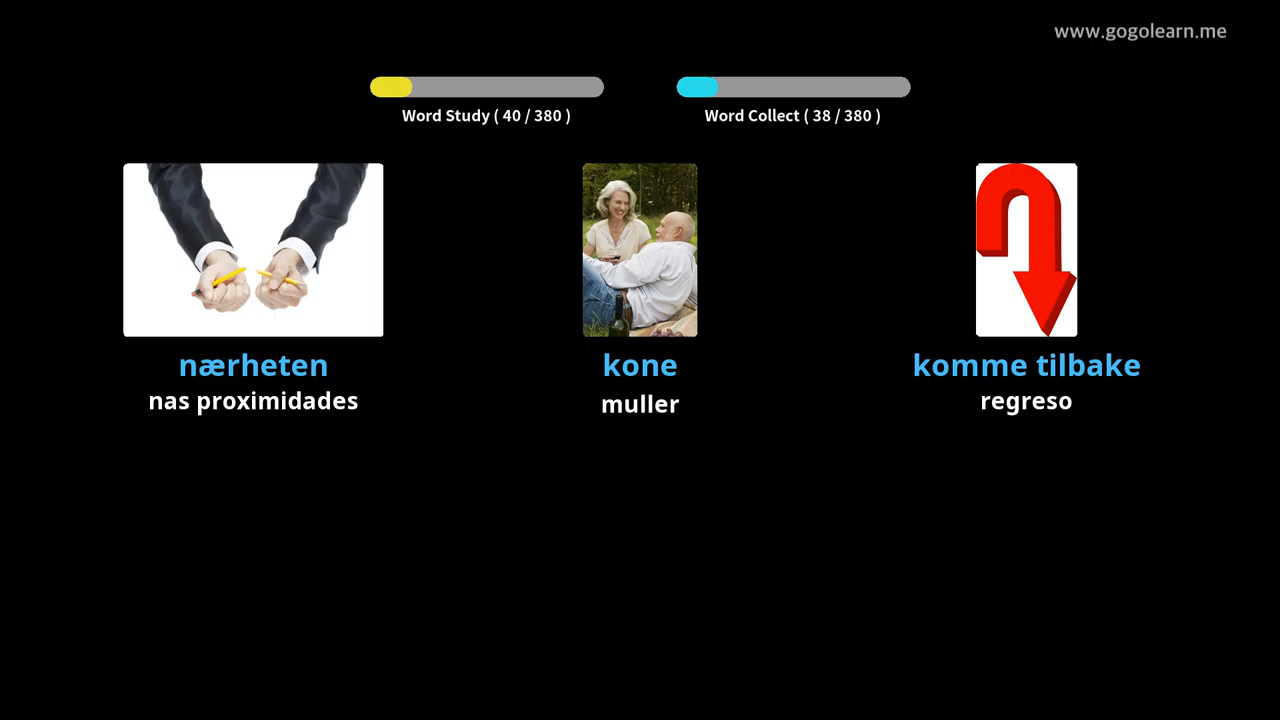 www.gogolearn.me
Word Study ( 40 / 380 )
Word Collect ( 38 / 380 )
nærheten
nas proximidades
kone
muller
komme tilbake
regreso